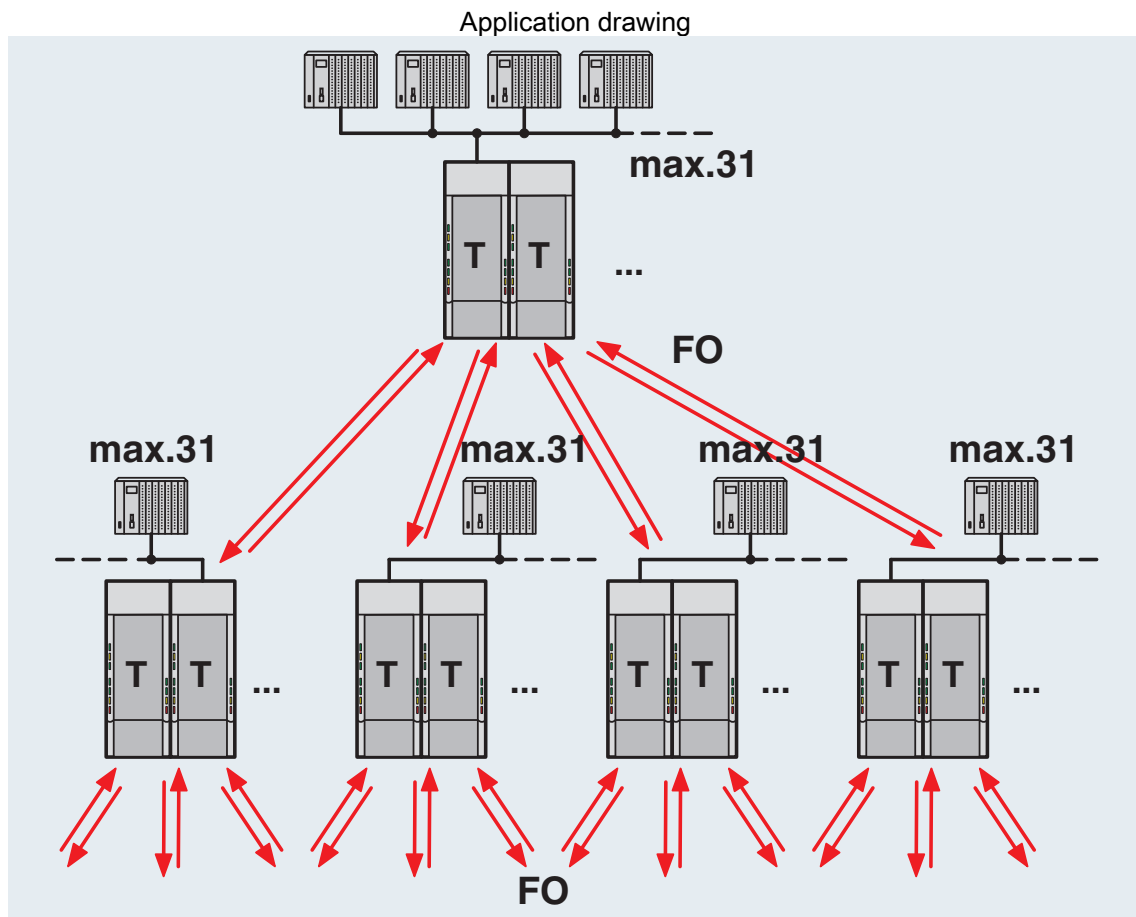 Application drawing
max.31
T T ...
FO
max.31 max.31 max.31 max.31
T T ... T T ... T T ... T T ...
FO